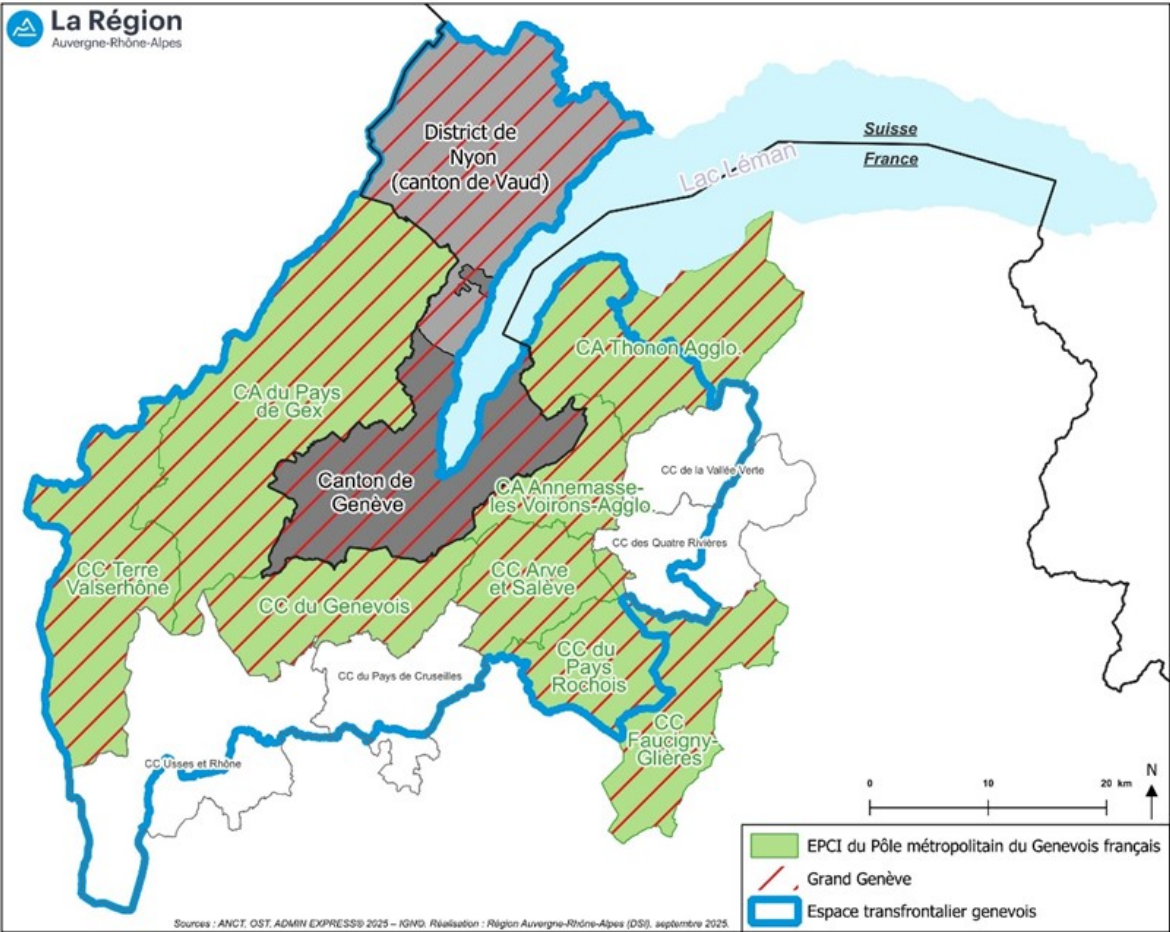 La Région
Auvergne-Rhône-Alpes
District de
Nyon
(canton de Vaud)
Suisse
France
Lac Léman
CA Thonon Agglo.
CA du Pays
de Gex
CC de la Vallée Verte
Canton de
Genève
CA Annemasse-
les Voirons-Agglo.
CC des Quatre Rivières
CC Terre
Valserhône
CC Arve
et Salève
CC du Genevois
CC du
Pays
Rochois
CC du Pays de Cruseilles
CC
Faucigny-
Glières
CC Usses et Rhône
0 10 20 km
N
EPCI du Pôle métropolitain du Genevois français
Grand Genève
Espace transfrontalier genevois
Sources : ANCT, OST, ADMIN EXPRESS® 2025 – IGN©. Réalisation : Région Auvergne-Rhône-Alpes (DSI), septembre 2025.